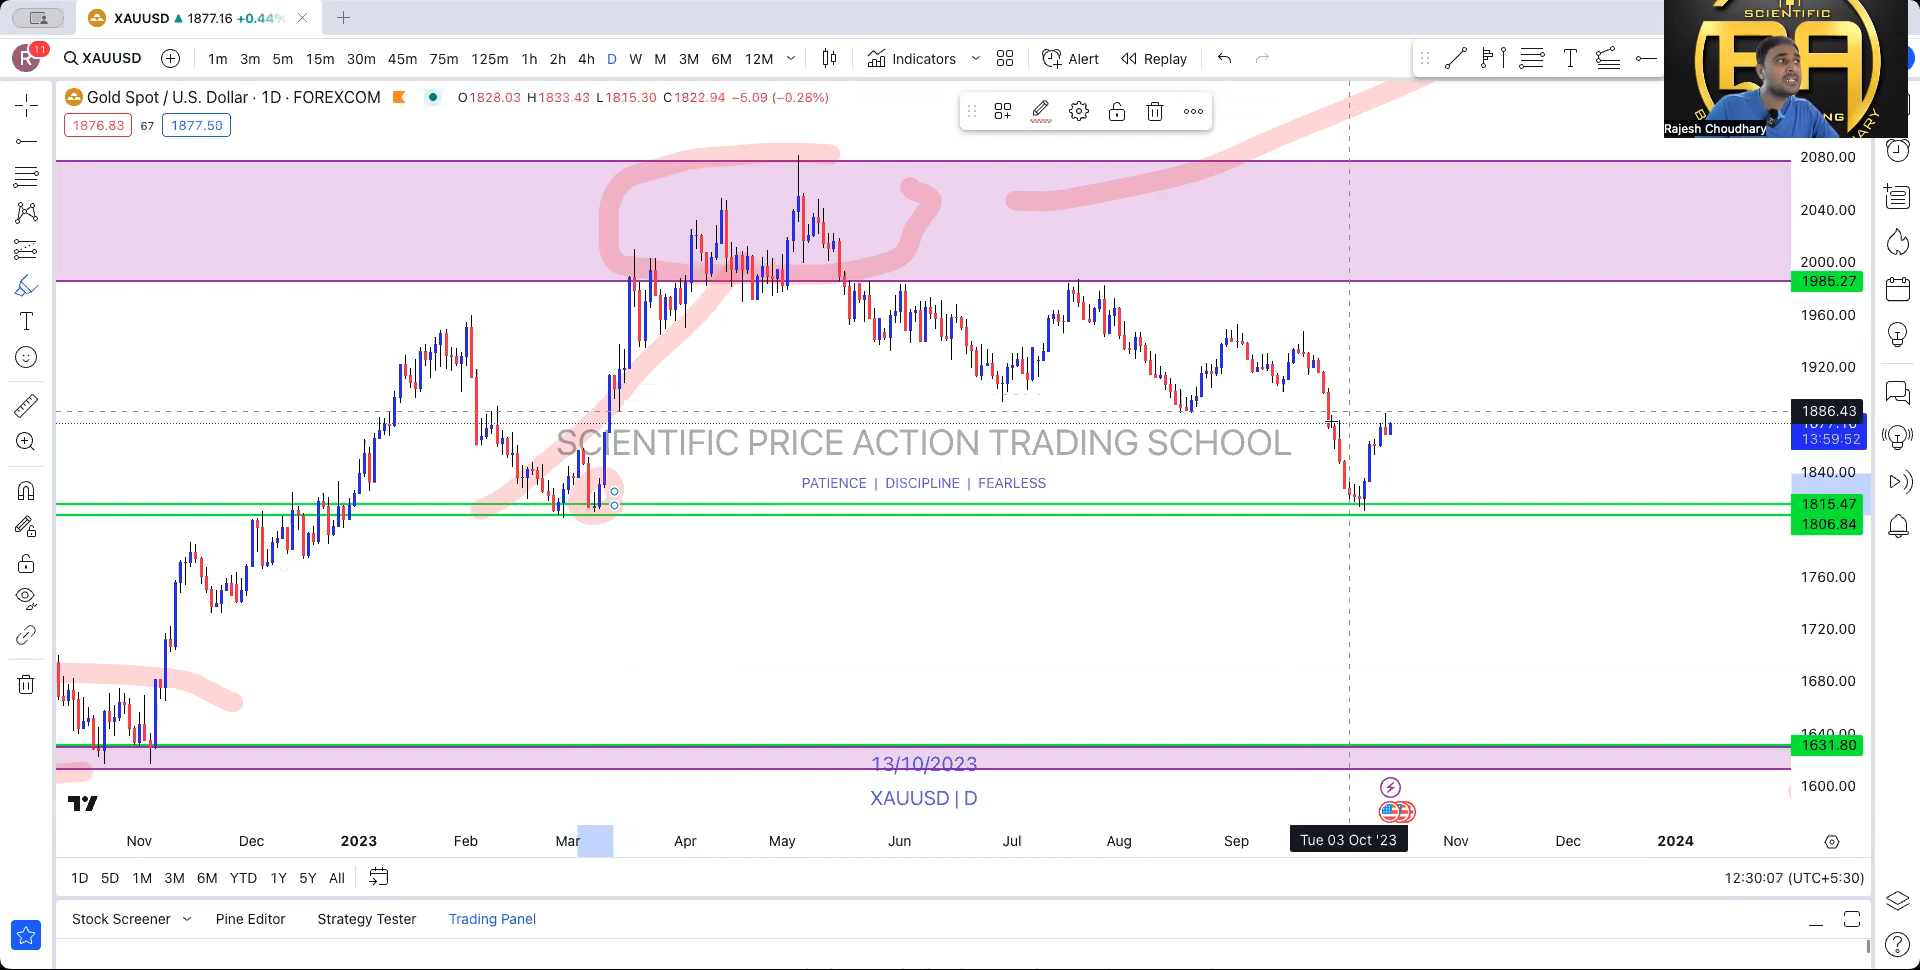 XAUUSD ▲ 1877.16 +0.44%
R 11 XAUUSD 1m 3m 5m 15m 30m 45m 75m 125m 1h 2h 4h D W M 3M 6M 12M Indicators Alert Replay
SCIENTIFIC
BA
Rajesh Choudhary
Gold Spot / U.S. Dollar · 1D · FOREXCOM O1828.03 H1833.43 L1815.30 C1822.94 −5.09 (−0.28%)
1876.83 67 1877.50
2080.00
2040.00
2000.00
1985.27
1960.00
1920.00
1886.43
13:59:52
1840.00
1815.47
1806.84
1760.00
1720.00
1680.00
1640.00
1631.80
1600.00
SCIENTIFIC PRICE ACTION TRADING SCHOOL
PATIENCE | DISCIPLINE | FEARLESS
13/10/2023
XAUUSD | D
Nov Dec 2023 Feb Mar Apr May Jun Jul Aug Sep Tue 03 Oct '23 Nov Dec 2024
1D 5D 1M 3M 6M YTD 1Y 5Y All 12:30:07 (UTC+5:30)
Stock Screener Pine Editor Strategy Tester Trading Panel